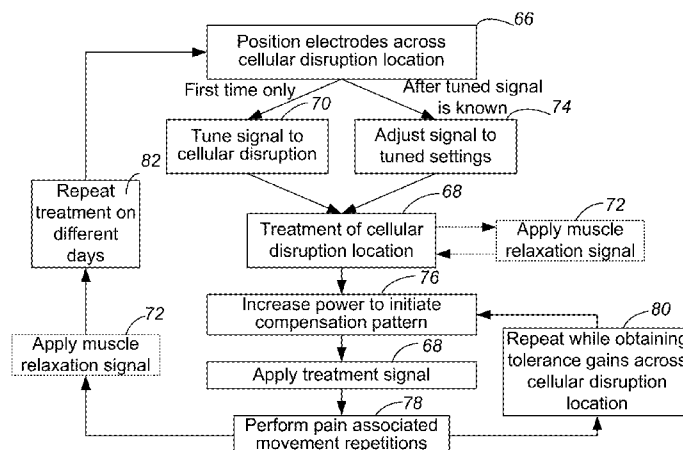 66
Position electrodes across
cellular disruption location
First time only
After tuned signal
is known
70
74
Tune signal to
cellular disruption
Adjust signal to
tuned settings
82
Repeat
treatment on
different
days
68
Treatment of cellular
disruption location
72
Apply muscle
relaxation signal
76
Increase power to initiate
compensation pattern
80
Repeat while obtaining
tolerance gains across
cellular disruption
location
72
Apply muscle
relaxation signal
68
Apply treatment signal
78
Perform pain associated
movement repetitions